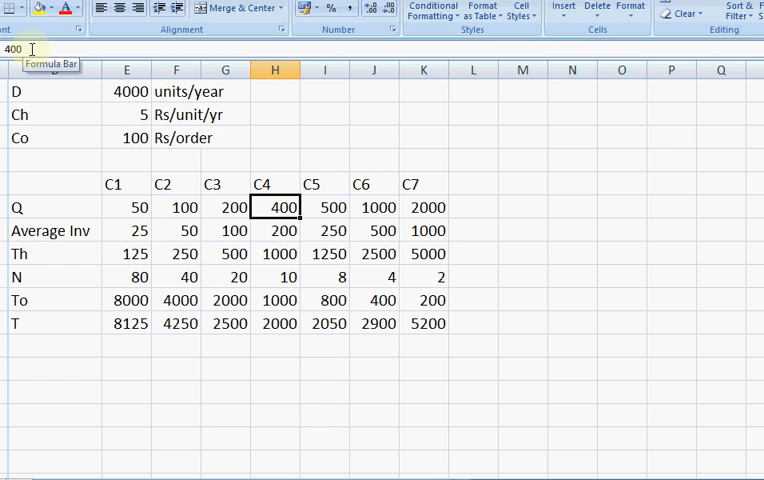 Merge & Center
%
,
Conditional Formatting
Format as Table
Cell Styles
Insert
Delete
Format
Clear
Sort & Filter
Alignment
Number
Cells
Editing
400
Formula Bar
E F G H I J K L M N O P Q
D 4000 units/year
Ch 5 Rs/unit/yr
Co 100 Rs/order
C1 C2 C3 C4 C5 C6 C7
Q 50 100 200 400 500 1000 2000
Average Inv 25 50 100 200 250 500 1000
Th 125 250 500 1000 1250 2500 5000
N 80 40 20 10 8 4 2
To 8000 4000 2000 1000 800 400 200
T 8125 4250 2500 2000 2050 2900 5200